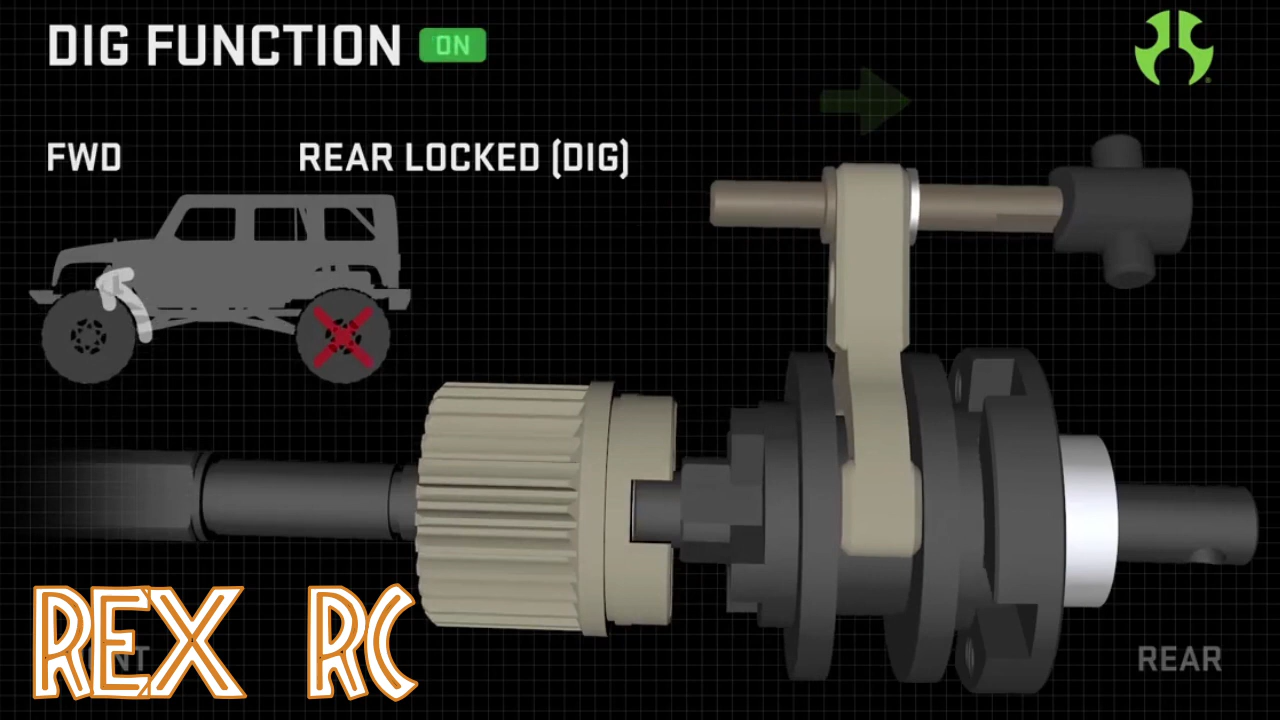 DIG FUNCTION ON
FWD REAR LOCKED (DIG)
REX RC
REAR